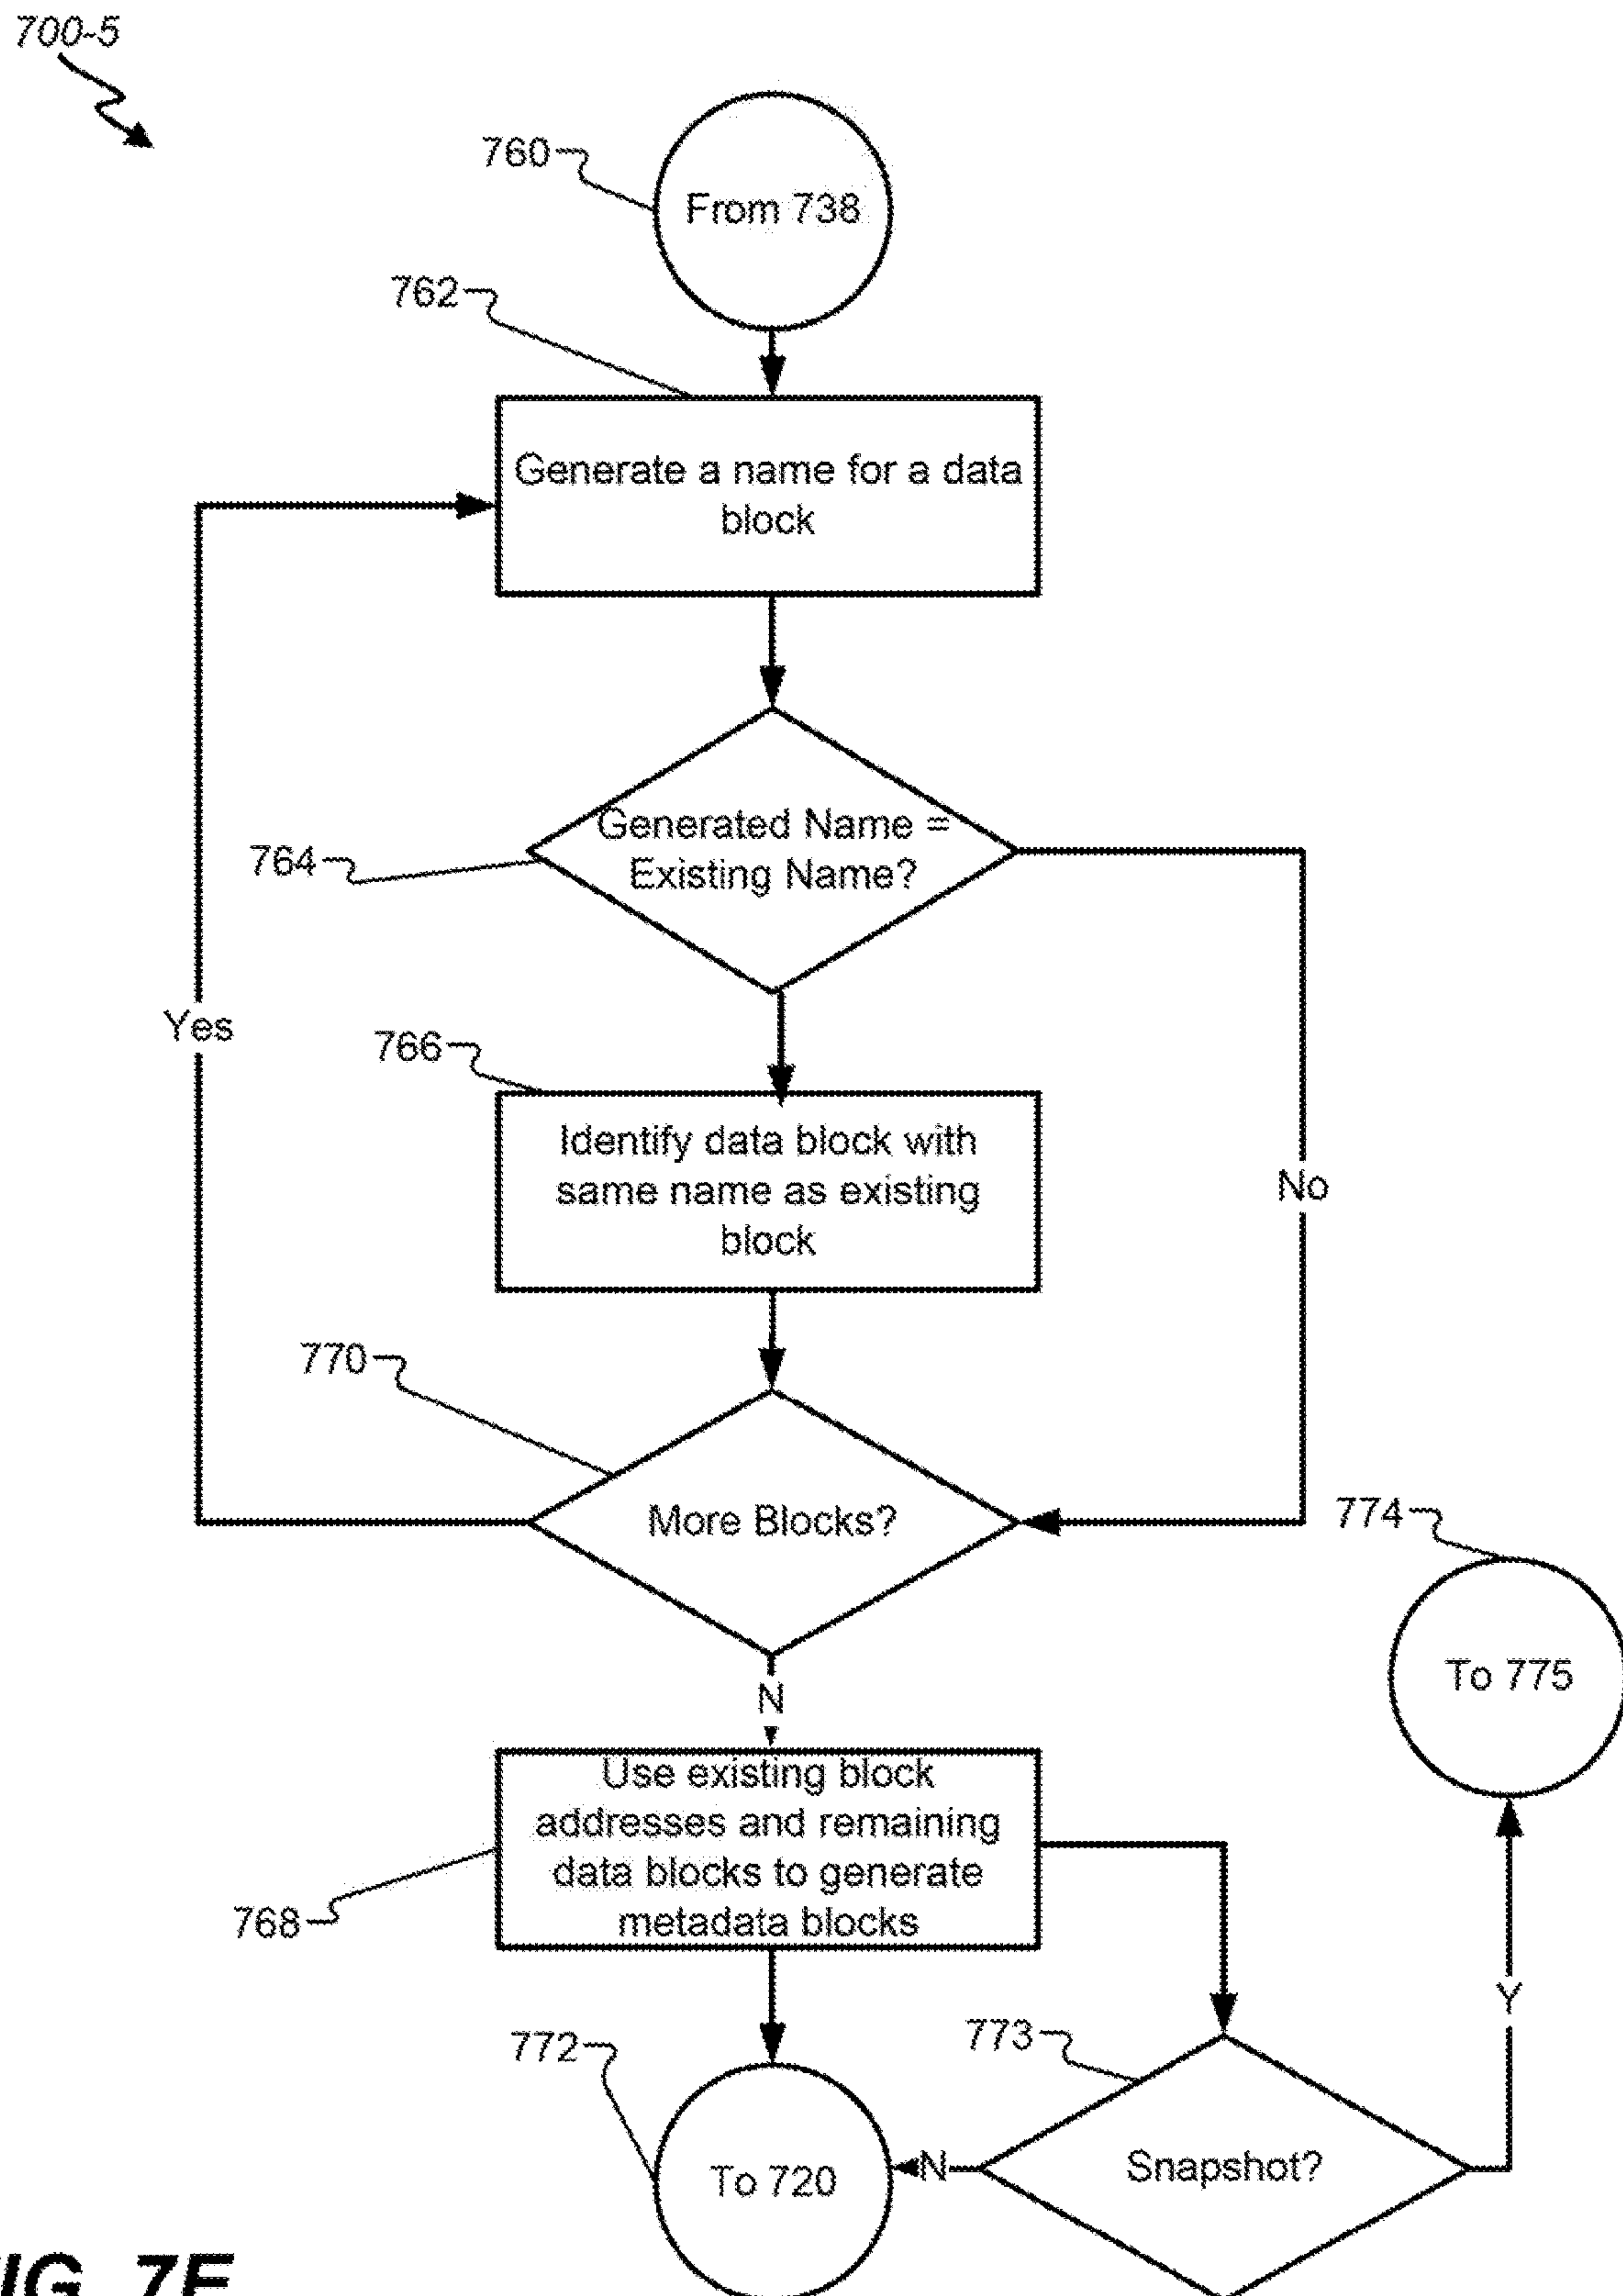 700-5
760
From 738
762
Generate a name for a data
block
764
Generated Name =
Existing Name?
Yes
766
Identify data block with
same name as existing
block
No
770
More Blocks?
774
To 775
N
Use existing block
addresses and remaining
data blocks to generate
metadata blocks
768
Y
772
773
To 720
N
Snapshot?
IG. 7E